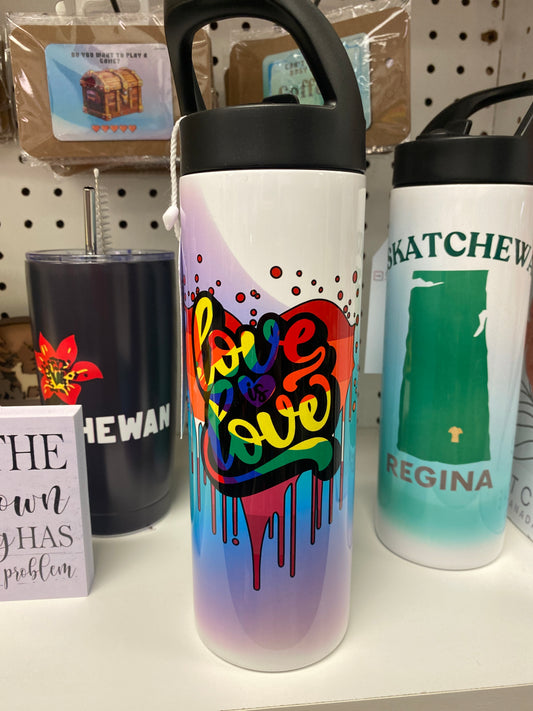 DO YOU WANT TO PLAY A
GAME?
love
is
love
SKATCHEWA
REGINA
HEWAN
THE
own
HAS
problem